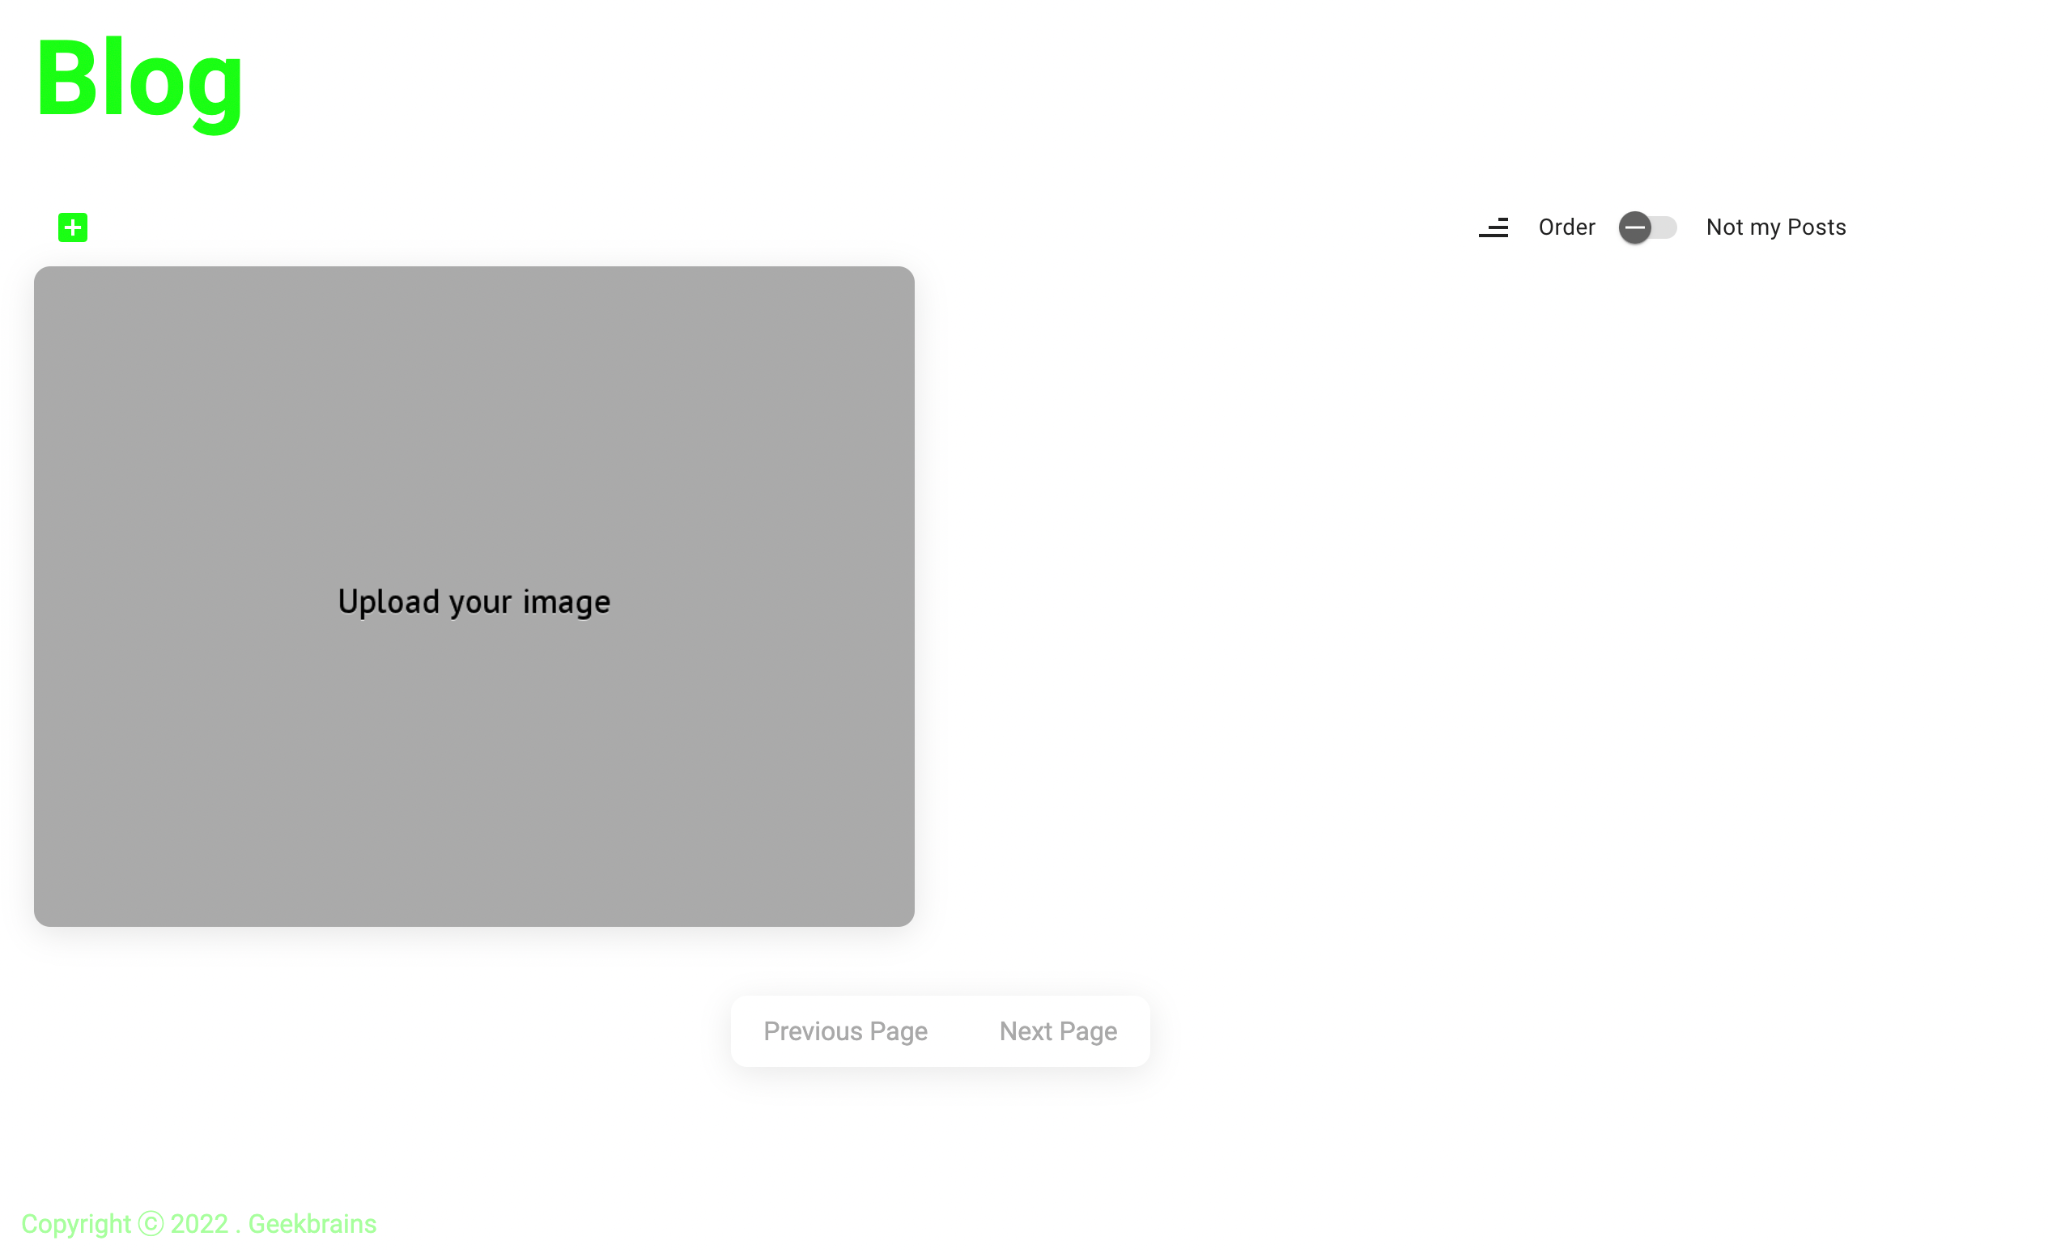 Blog
Order Not my Posts
Upload your image
Previous Page Next Page
Copyright ⓒ 2022 . Geekbrains